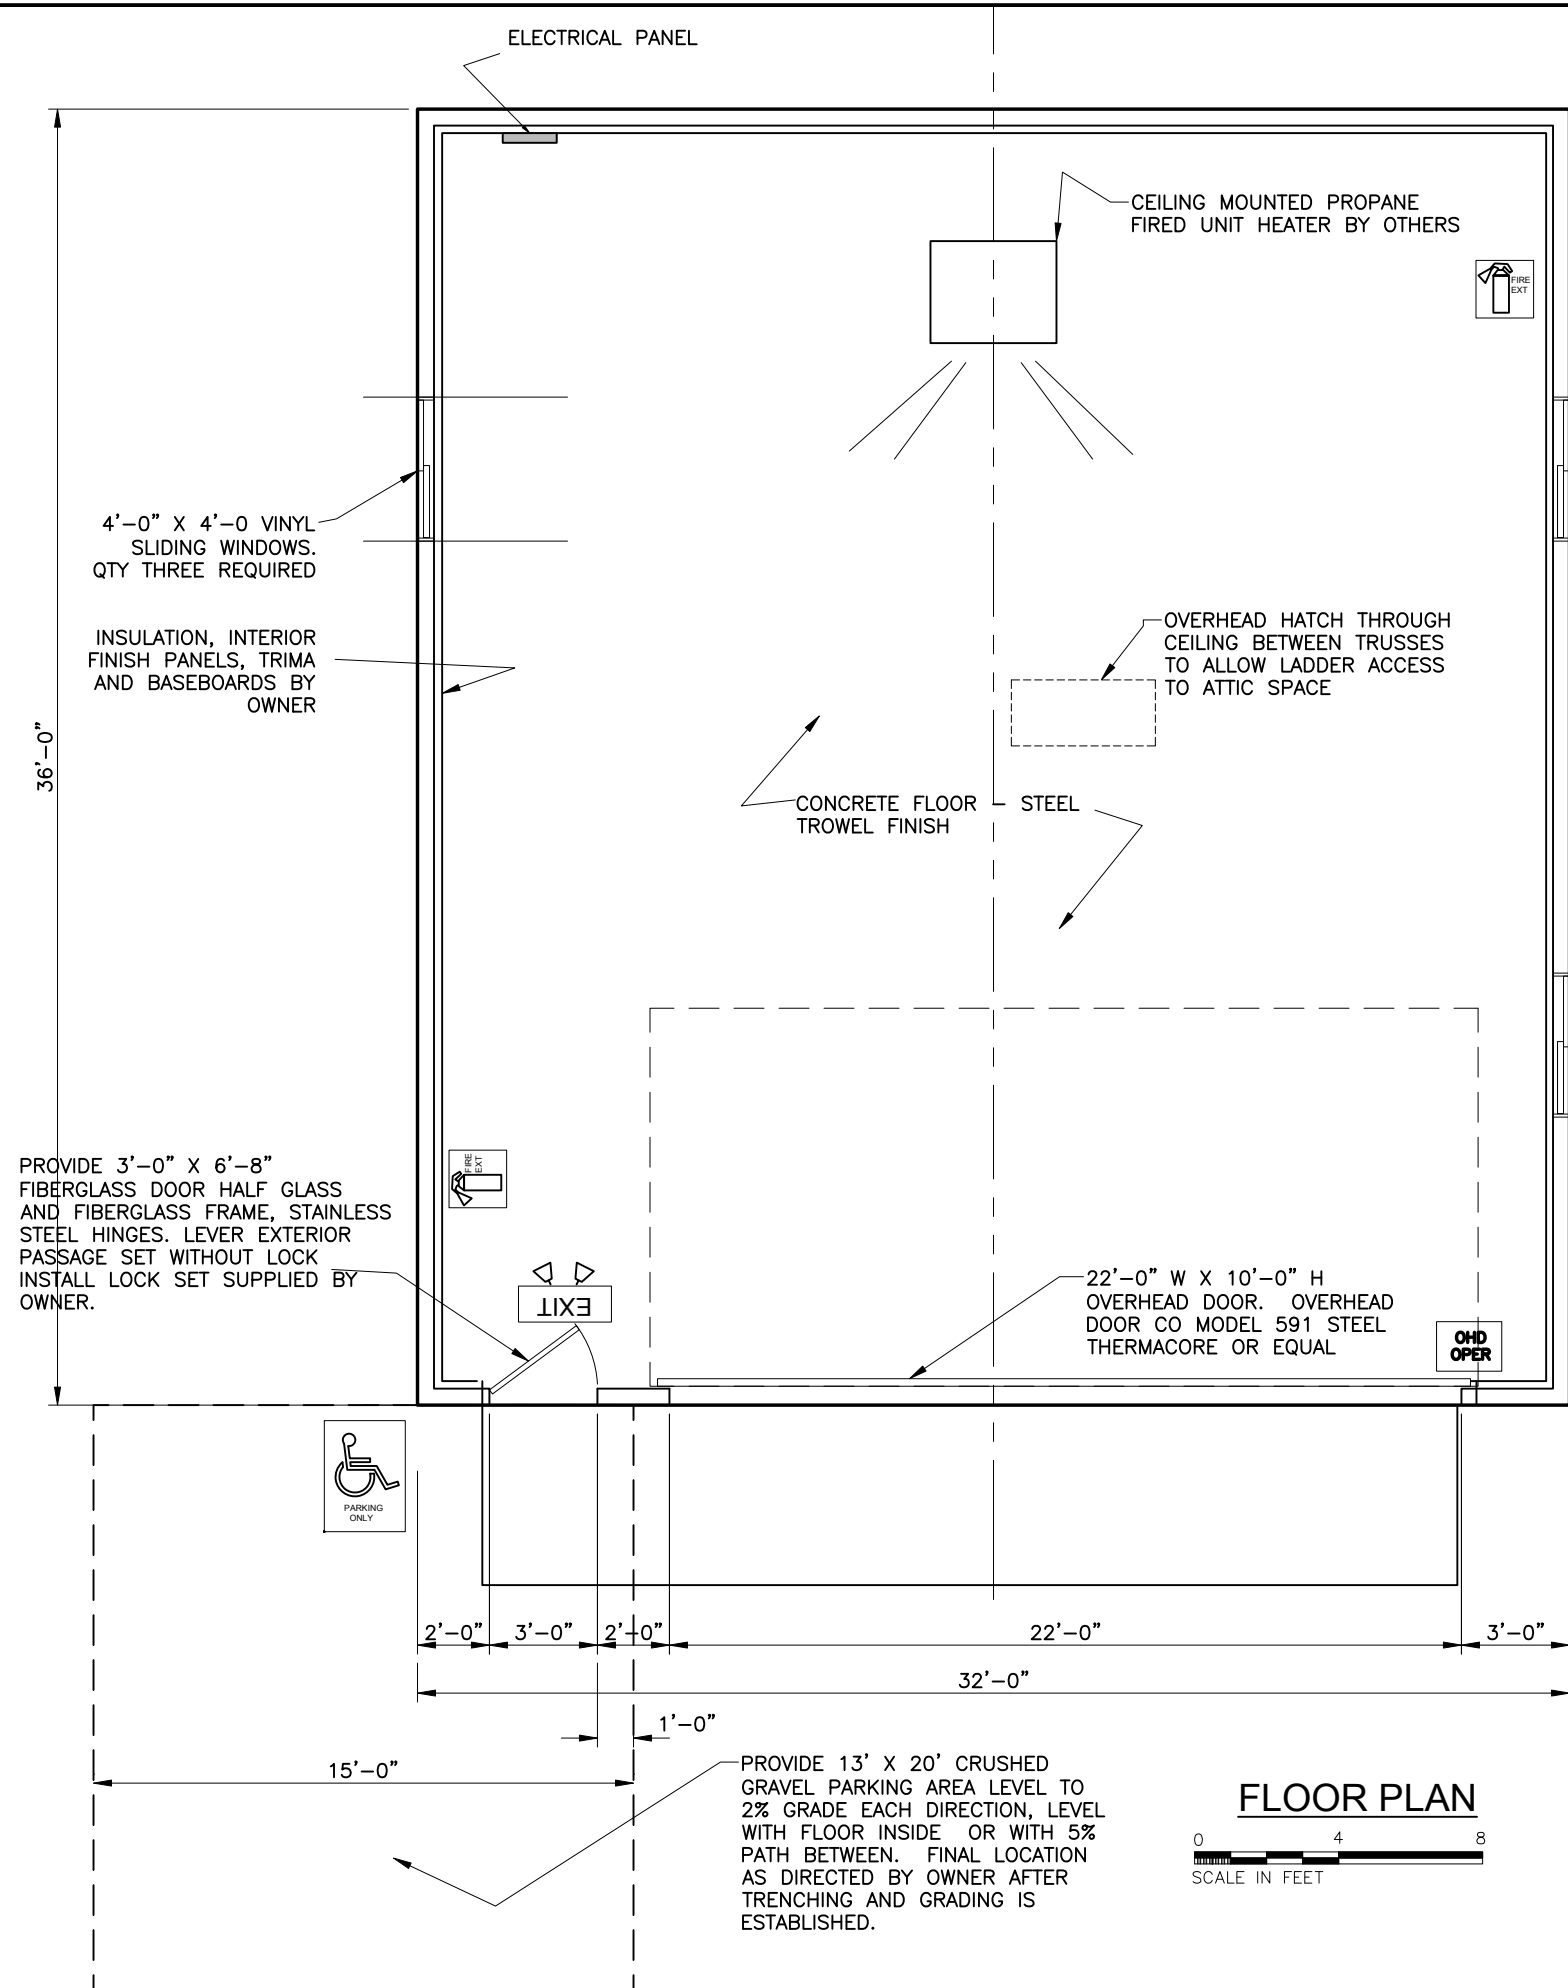 ELECTRICAL PANEL
CEILING MOUNTED PROPANE
FIRED UNIT HEATER BY OTHERS
FIRE
EXT
4'-0" X 4'-0 VINYL
SLIDING WINDOWS.
QTY THREE REQUIRED
INSULATION, INTERIOR
FINISH PANELS, TRIMA
AND BASEBOARDS BY
OWNER
OVERHEAD HATCH THROUGH
CEILING BETWEEN TRUSSES
TO ALLOW LADDER ACCESS
TO ATTIC SPACE
36'-0"
CONCRETE FLOOR - STEEL
TROWEL FINISH
FIRE
EXT
PROVIDE 3'-0" X 6'-8"
FIBERGLASS DOOR HALF GLASS
AND FIBERGLASS FRAME, STAINLESS
STEEL HINGES. LEVER EXTERIOR
PASSAGE SET WITHOUT LOCK
INSTALL LOCK SET SUPPLIED BY
OWNER.
EXIT
22'-0" W X 10'-0" H
OVERHEAD DOOR. OVERHEAD
DOOR CO MODEL 591 STEEL
THERMACORE OR EQUAL
OHD
OPER
PARKING
ONLY
2'-0"
3'-0"
2'-0"
22'-0"
3'-0"
32'-0"
1'-0"
15'-0"
PROVIDE 13' X 20' CRUSHED
GRAVEL PARKING AREA LEVEL TO
2% GRADE EACH DIRECTION, LEVEL
WITH FLOOR INSIDE OR WITH 5%
PATH BETWEEN. FINAL LOCATION
AS DIRECTED BY OWNER AFTER
TRENCHING AND GRADING IS
ESTABLISHED.
FLOOR PLAN
0 4 8
SCALE IN FEET